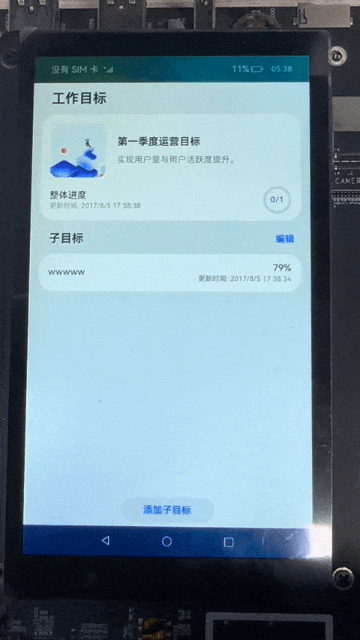 没有 SIM 卡
11%
05:38
工作目标
第一季度运营目标
实现用户量与用户活跃度提升。
整体进度
更新时间: 2017/8/5 17:38:38
0/1
子目标
编辑
wwwww
79%
更新时间: 2017/8/5 17:38:34
添加子目标